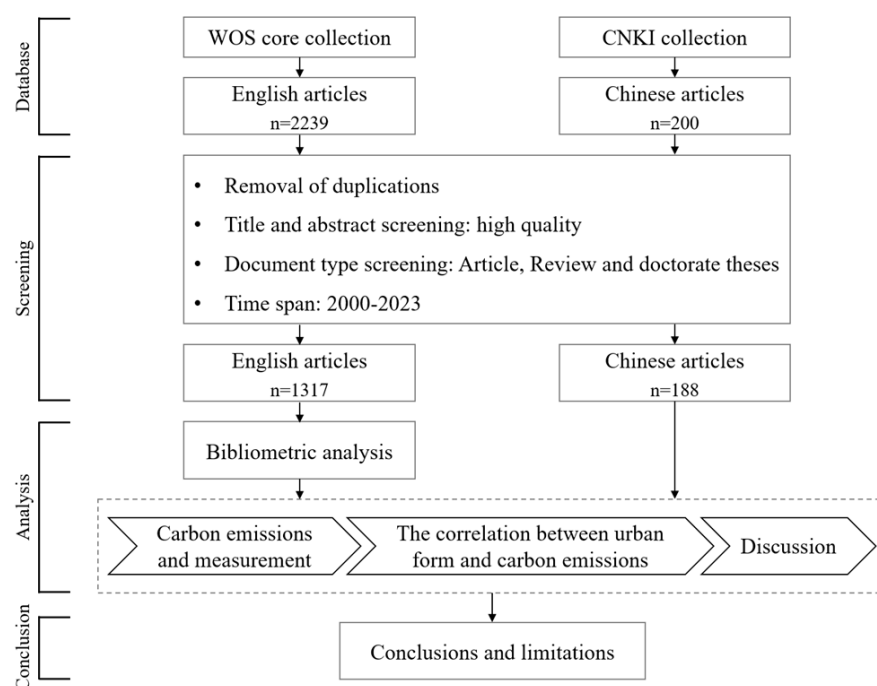 Database
WOS core collection
CNKI collection
English articles
n=2239
Chinese articles
n=200
Screening
• Removal of duplications
• Title and abstract screening: high quality
• Document type screening: Article, Review and doctorate theses
• Time span: 2000-2023
English articles
n=1317
Chinese articles
n=188
Analysis
Bibliometric analysis
Carbon emissions
and measurement
The correlation between urban
form and carbon emissions
Discussion
Conclusion
Conclusions and limitations